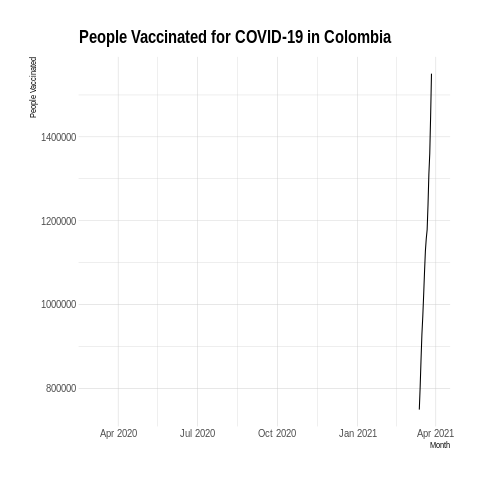 People Vaccinated for COVID-19 in Colombia
People Vaccinated
1400000
1200000
1000000
800000
Apr 2020 Jul 2020 Oct 2020 Jan 2021 Apr 2021
Month